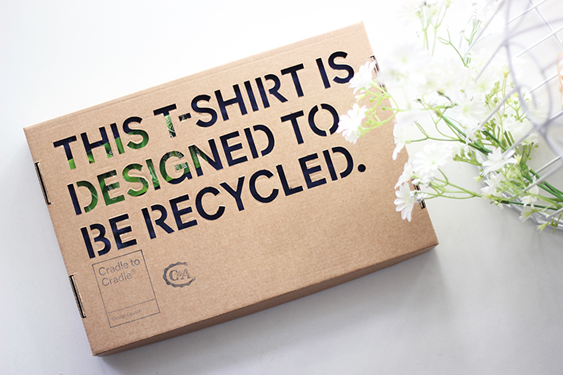 THIS T-SHIRT IS
DESIGNED TO
BE RECYCLED.
Cradle to
Cradle®
C&A